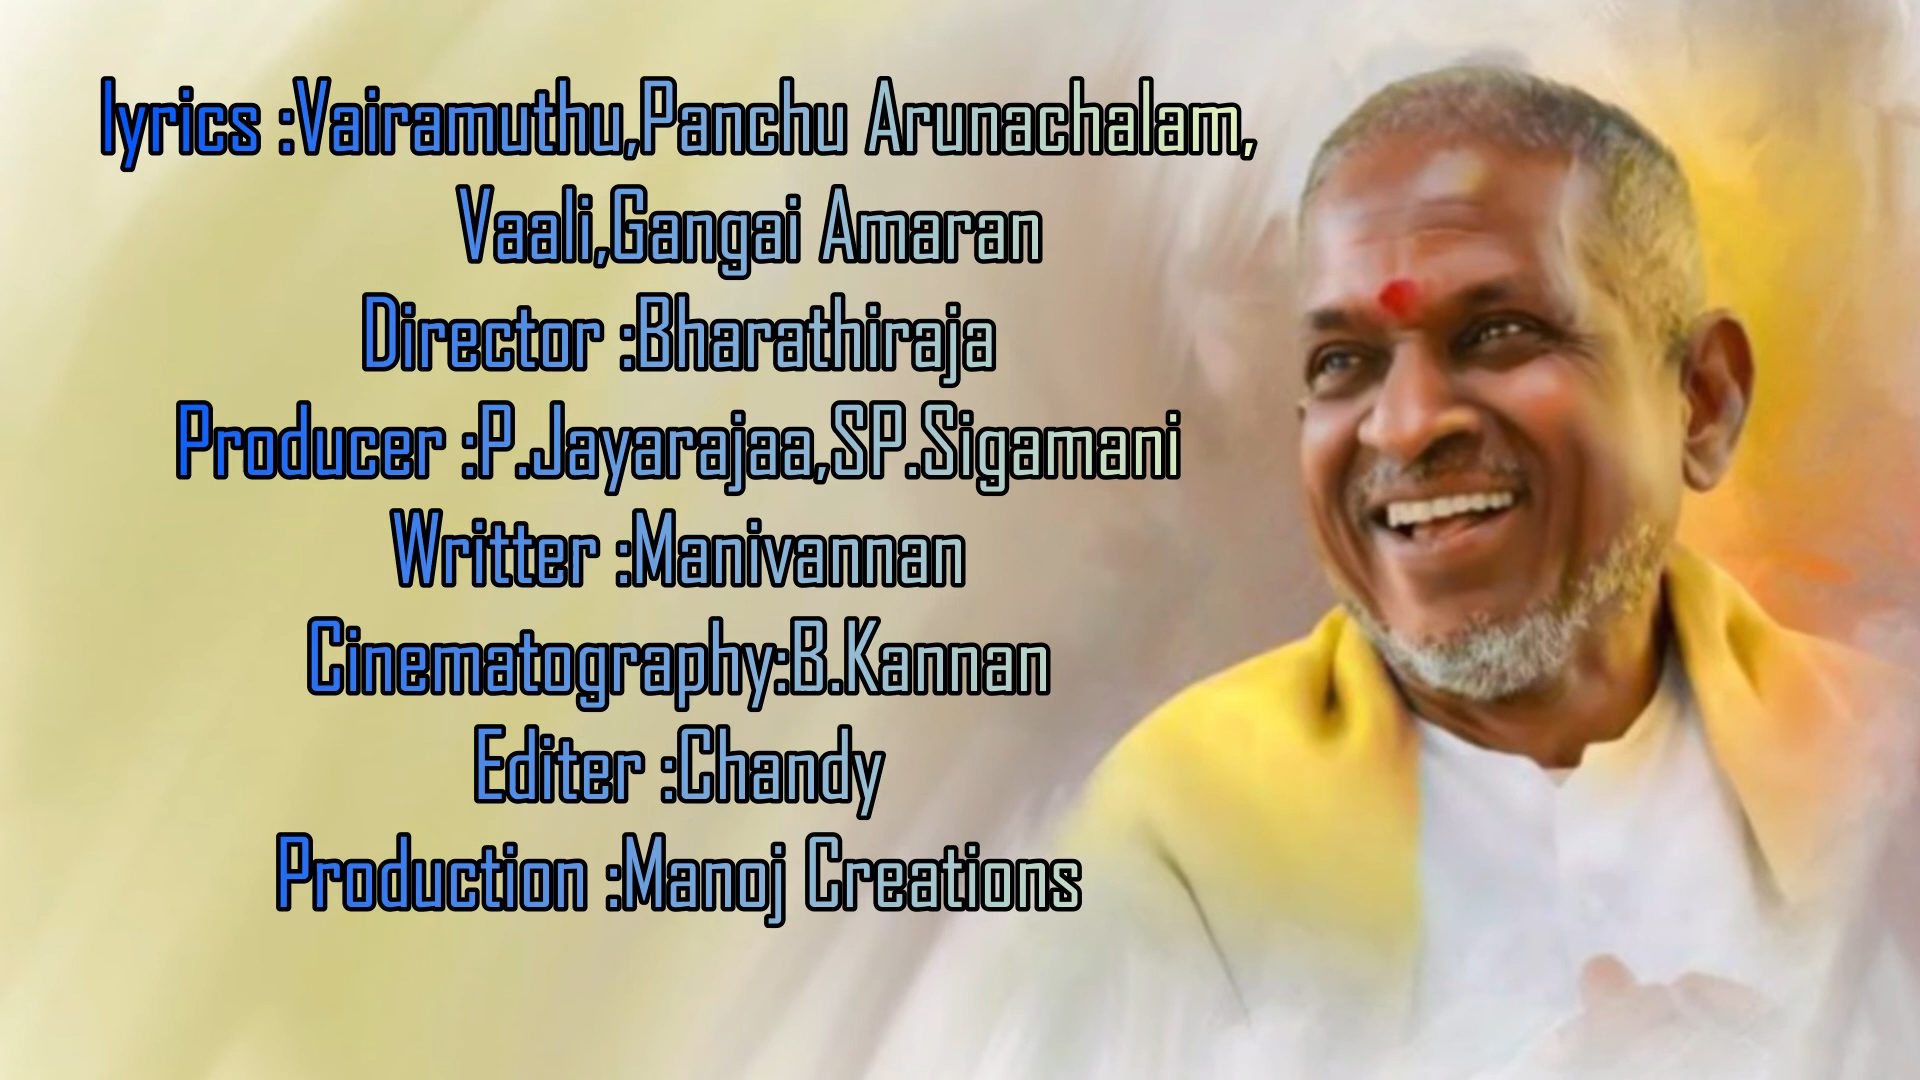 lyrics :Vairamuthu,Panchu Arunachalam,
Vaali,Gangai Amaran
Director :Bharathiraja
Producer :P.Jayarajaa,SP.Sigamani
Writter :Manivannan
Cinematography:B.Kannan
Editer :Chandy
Production :Manoj Creations